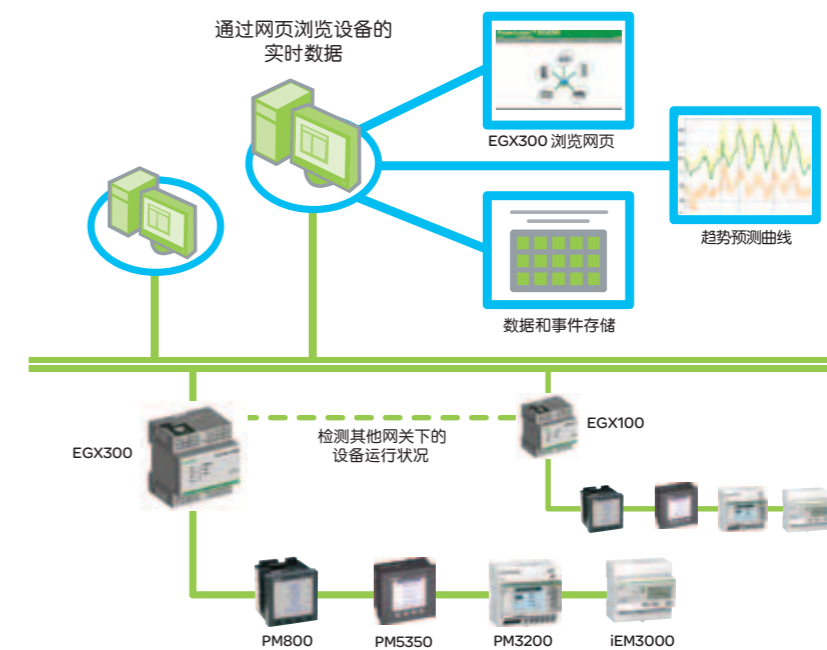 通过网页浏览设备的
实时数据
EGX300 浏览网页
趋势预测曲线
数据和事件存储
EGX300
检测其他网关下的
设备运行状况
EGX100
PM800
PM5350
PM3200
iEM3000